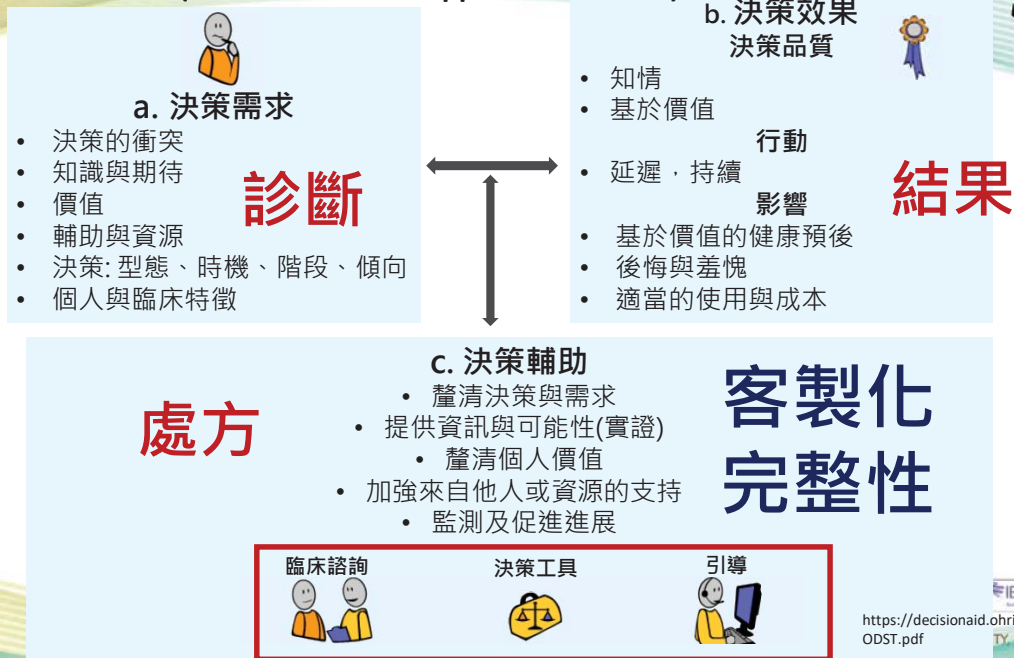 a. 決策需求
• 決策的衝突
• 知識與期待
• 價值
• 輔助與資源
• 決策: 型態、時機、階段、傾向
• 個人與臨床特徵
診斷
b. 決策效果
決策品質
• 知情
• 基於價值
行動
• 延遲，持續
影響
• 基於價值的健康預後
• 後悔與羞愧
• 適當的使用與成本
結果
c. 決策輔助
• 釐清決策與需求
• 提供資訊與可能性(實證)
• 釐清個人價值
• 加強來自他人或資源的支持
• 監測及促進進展
處方
客製化
完整性
臨床諮詢
決策工具
引導
https://decisionaid.ohri
ODST.pdf